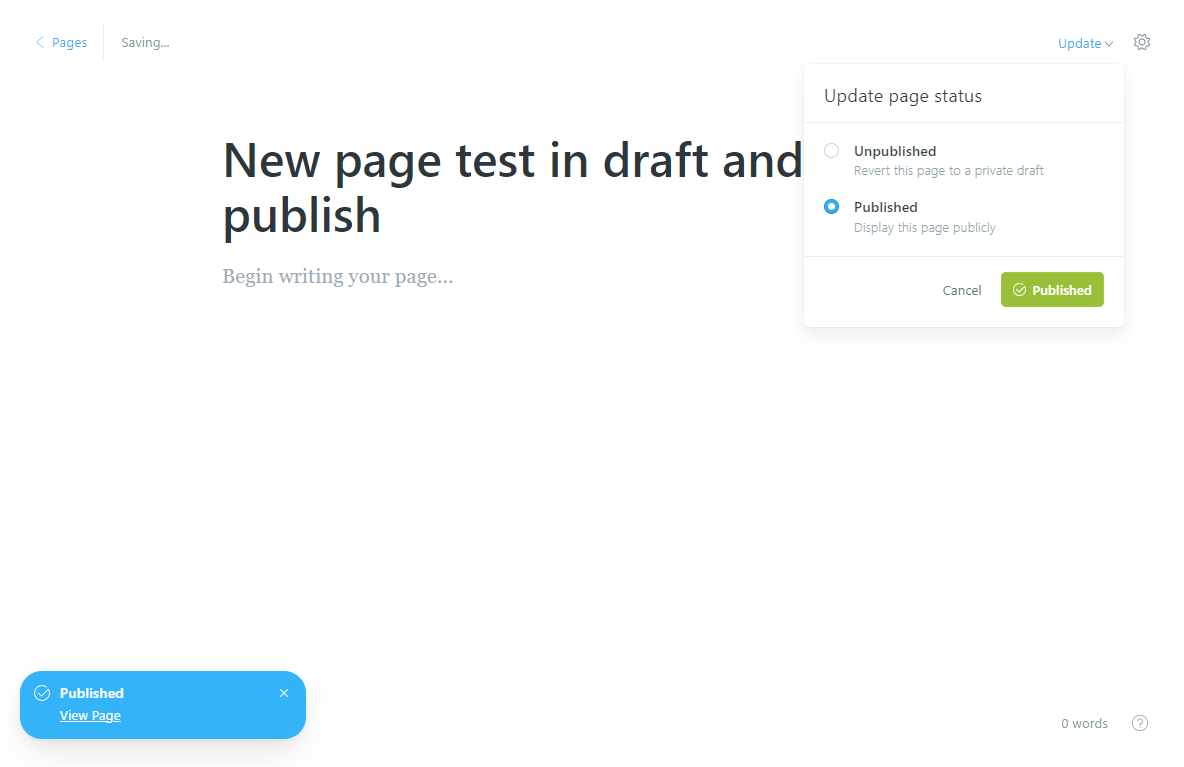 Pages
Saving...
Update
Update page status
Unpublished
Revert this page to a private draft
Published
Display this page publicly
Cancel
Published
New page test in draft and
publish
Begin writing your page...
Published
View Page
0 words
?